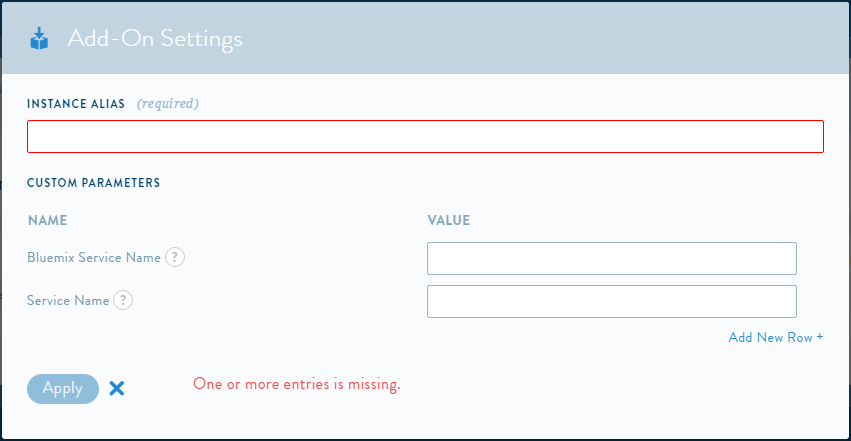 Add-On Settings
INSTANCE ALIAS (required)
CUSTOM PARAMETERS
NAME VALUE
Bluemix Service Name ?
Service Name ?
Add New Row +
Apply One or more entries is missing.